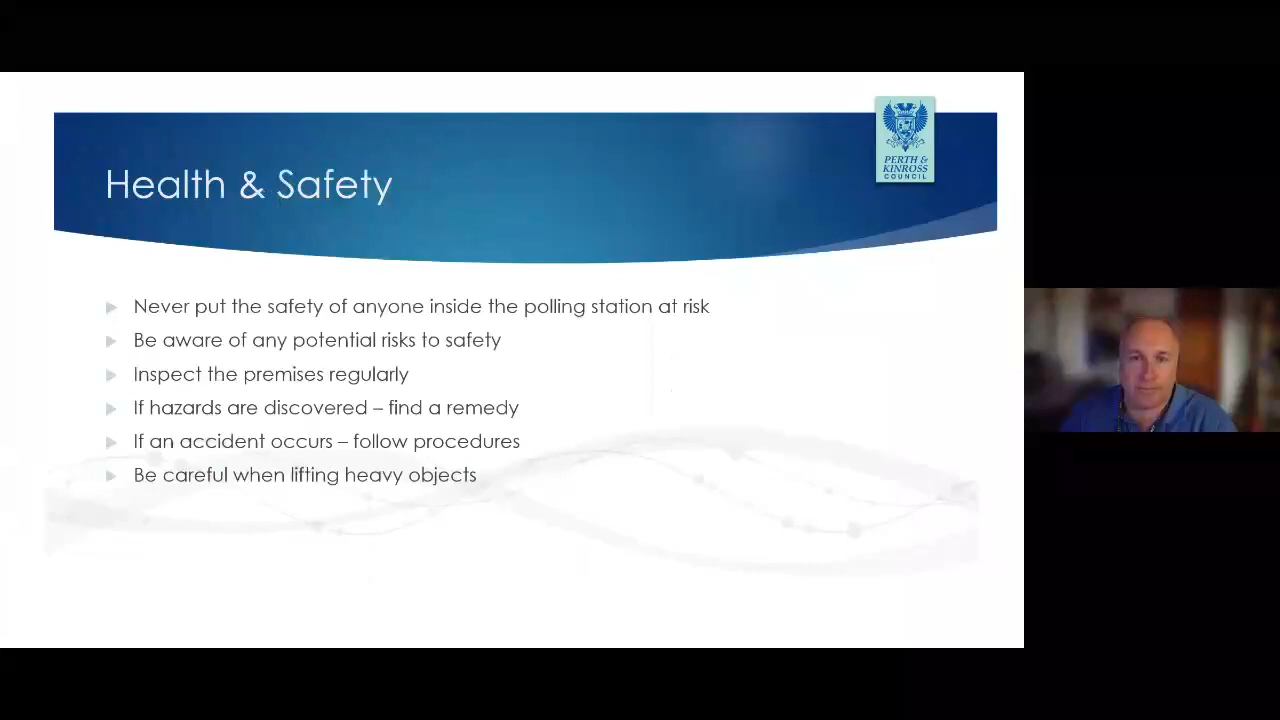 PERTH &
KINROSS
COUNCIL
Health & Safety
Never put the safety of anyone inside the polling station at risk
Be aware of any potential risks to safety
Inspect the premises regularly
If hazards are discovered – find a remedy
If an accident occurs – follow procedures
Be careful when lifting heavy objects